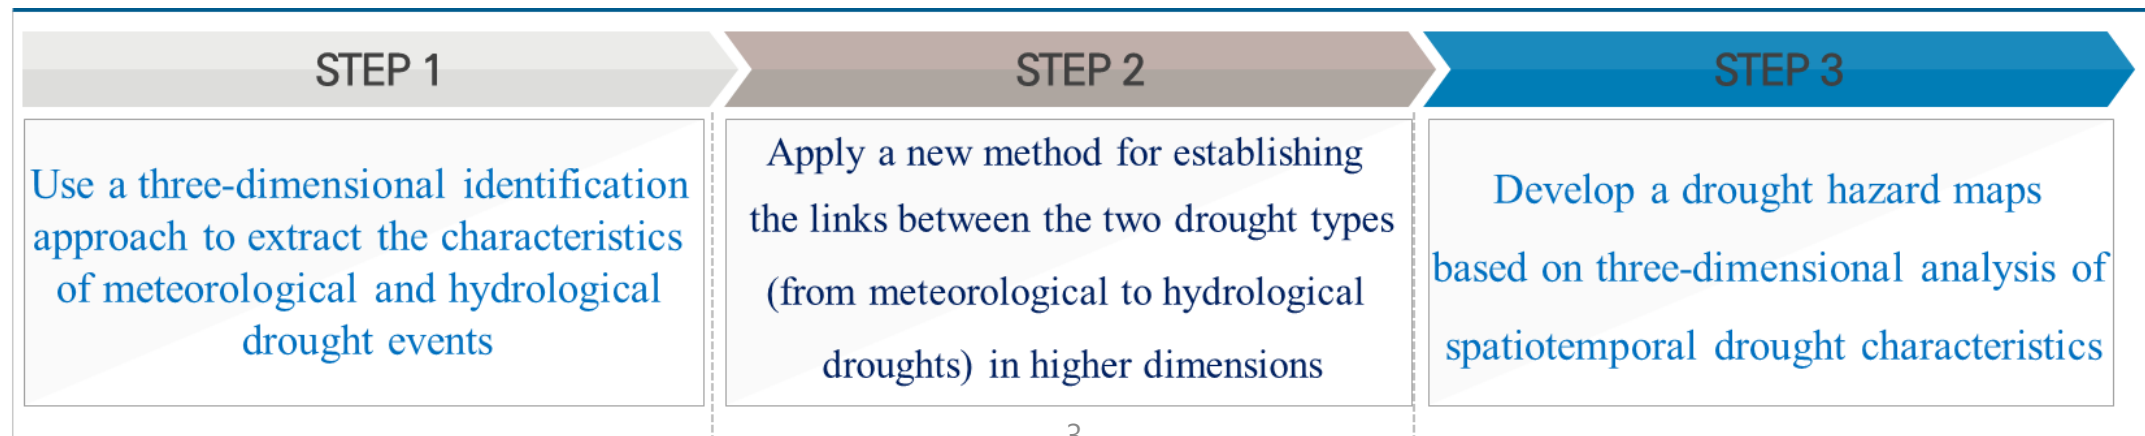 STEP 1
STEP 2
STEP 3
Use a three-dimensional identification
approach to extract the characteristics
of meteorological and hydrological
drought events
Apply a new method for establishing
the links between the two drought types
(from meteorological to hydrological
droughts) in higher dimensions
Develop a drought hazard maps
based on three-dimensional analysis of
spatiotemporal drought characteristics
3